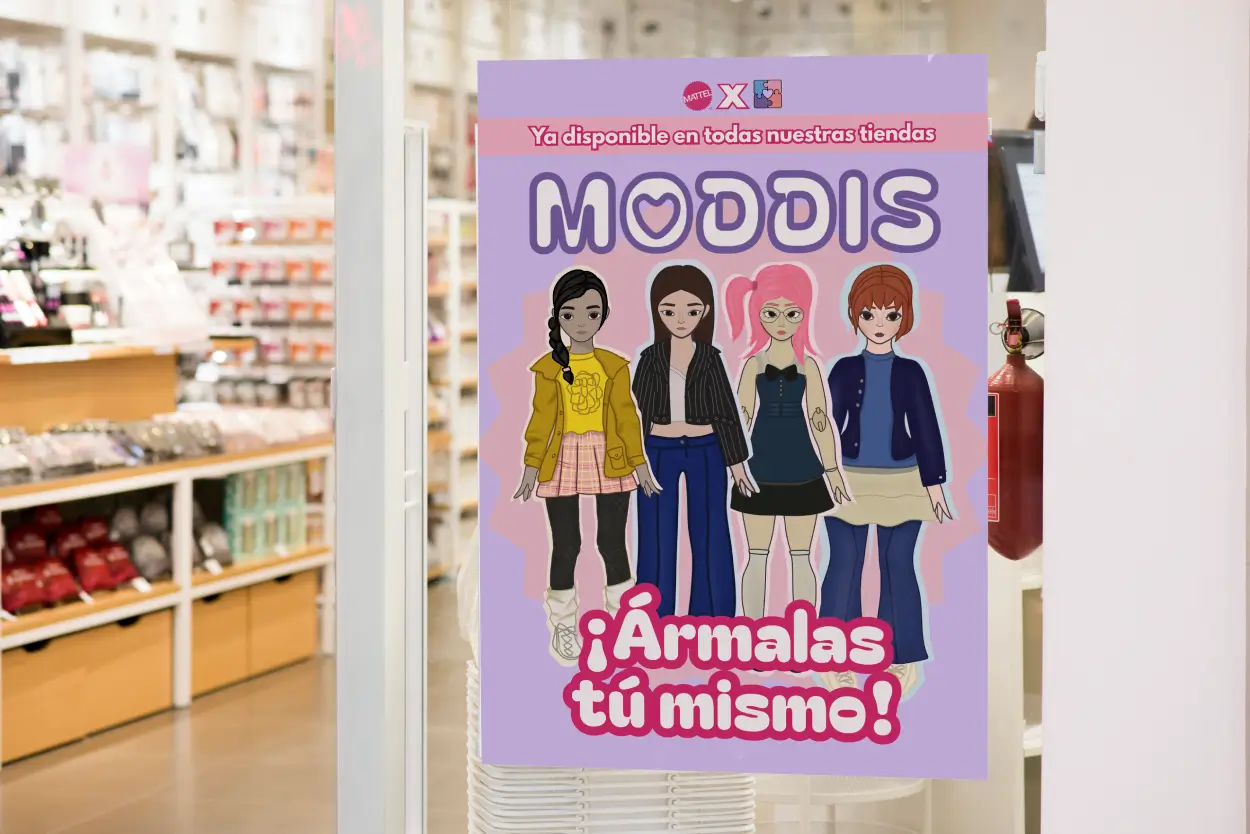 MATTEL X
Ya disponible en todas nuestras tiendas
MODDIS
¡Ármalas
tú mismo!